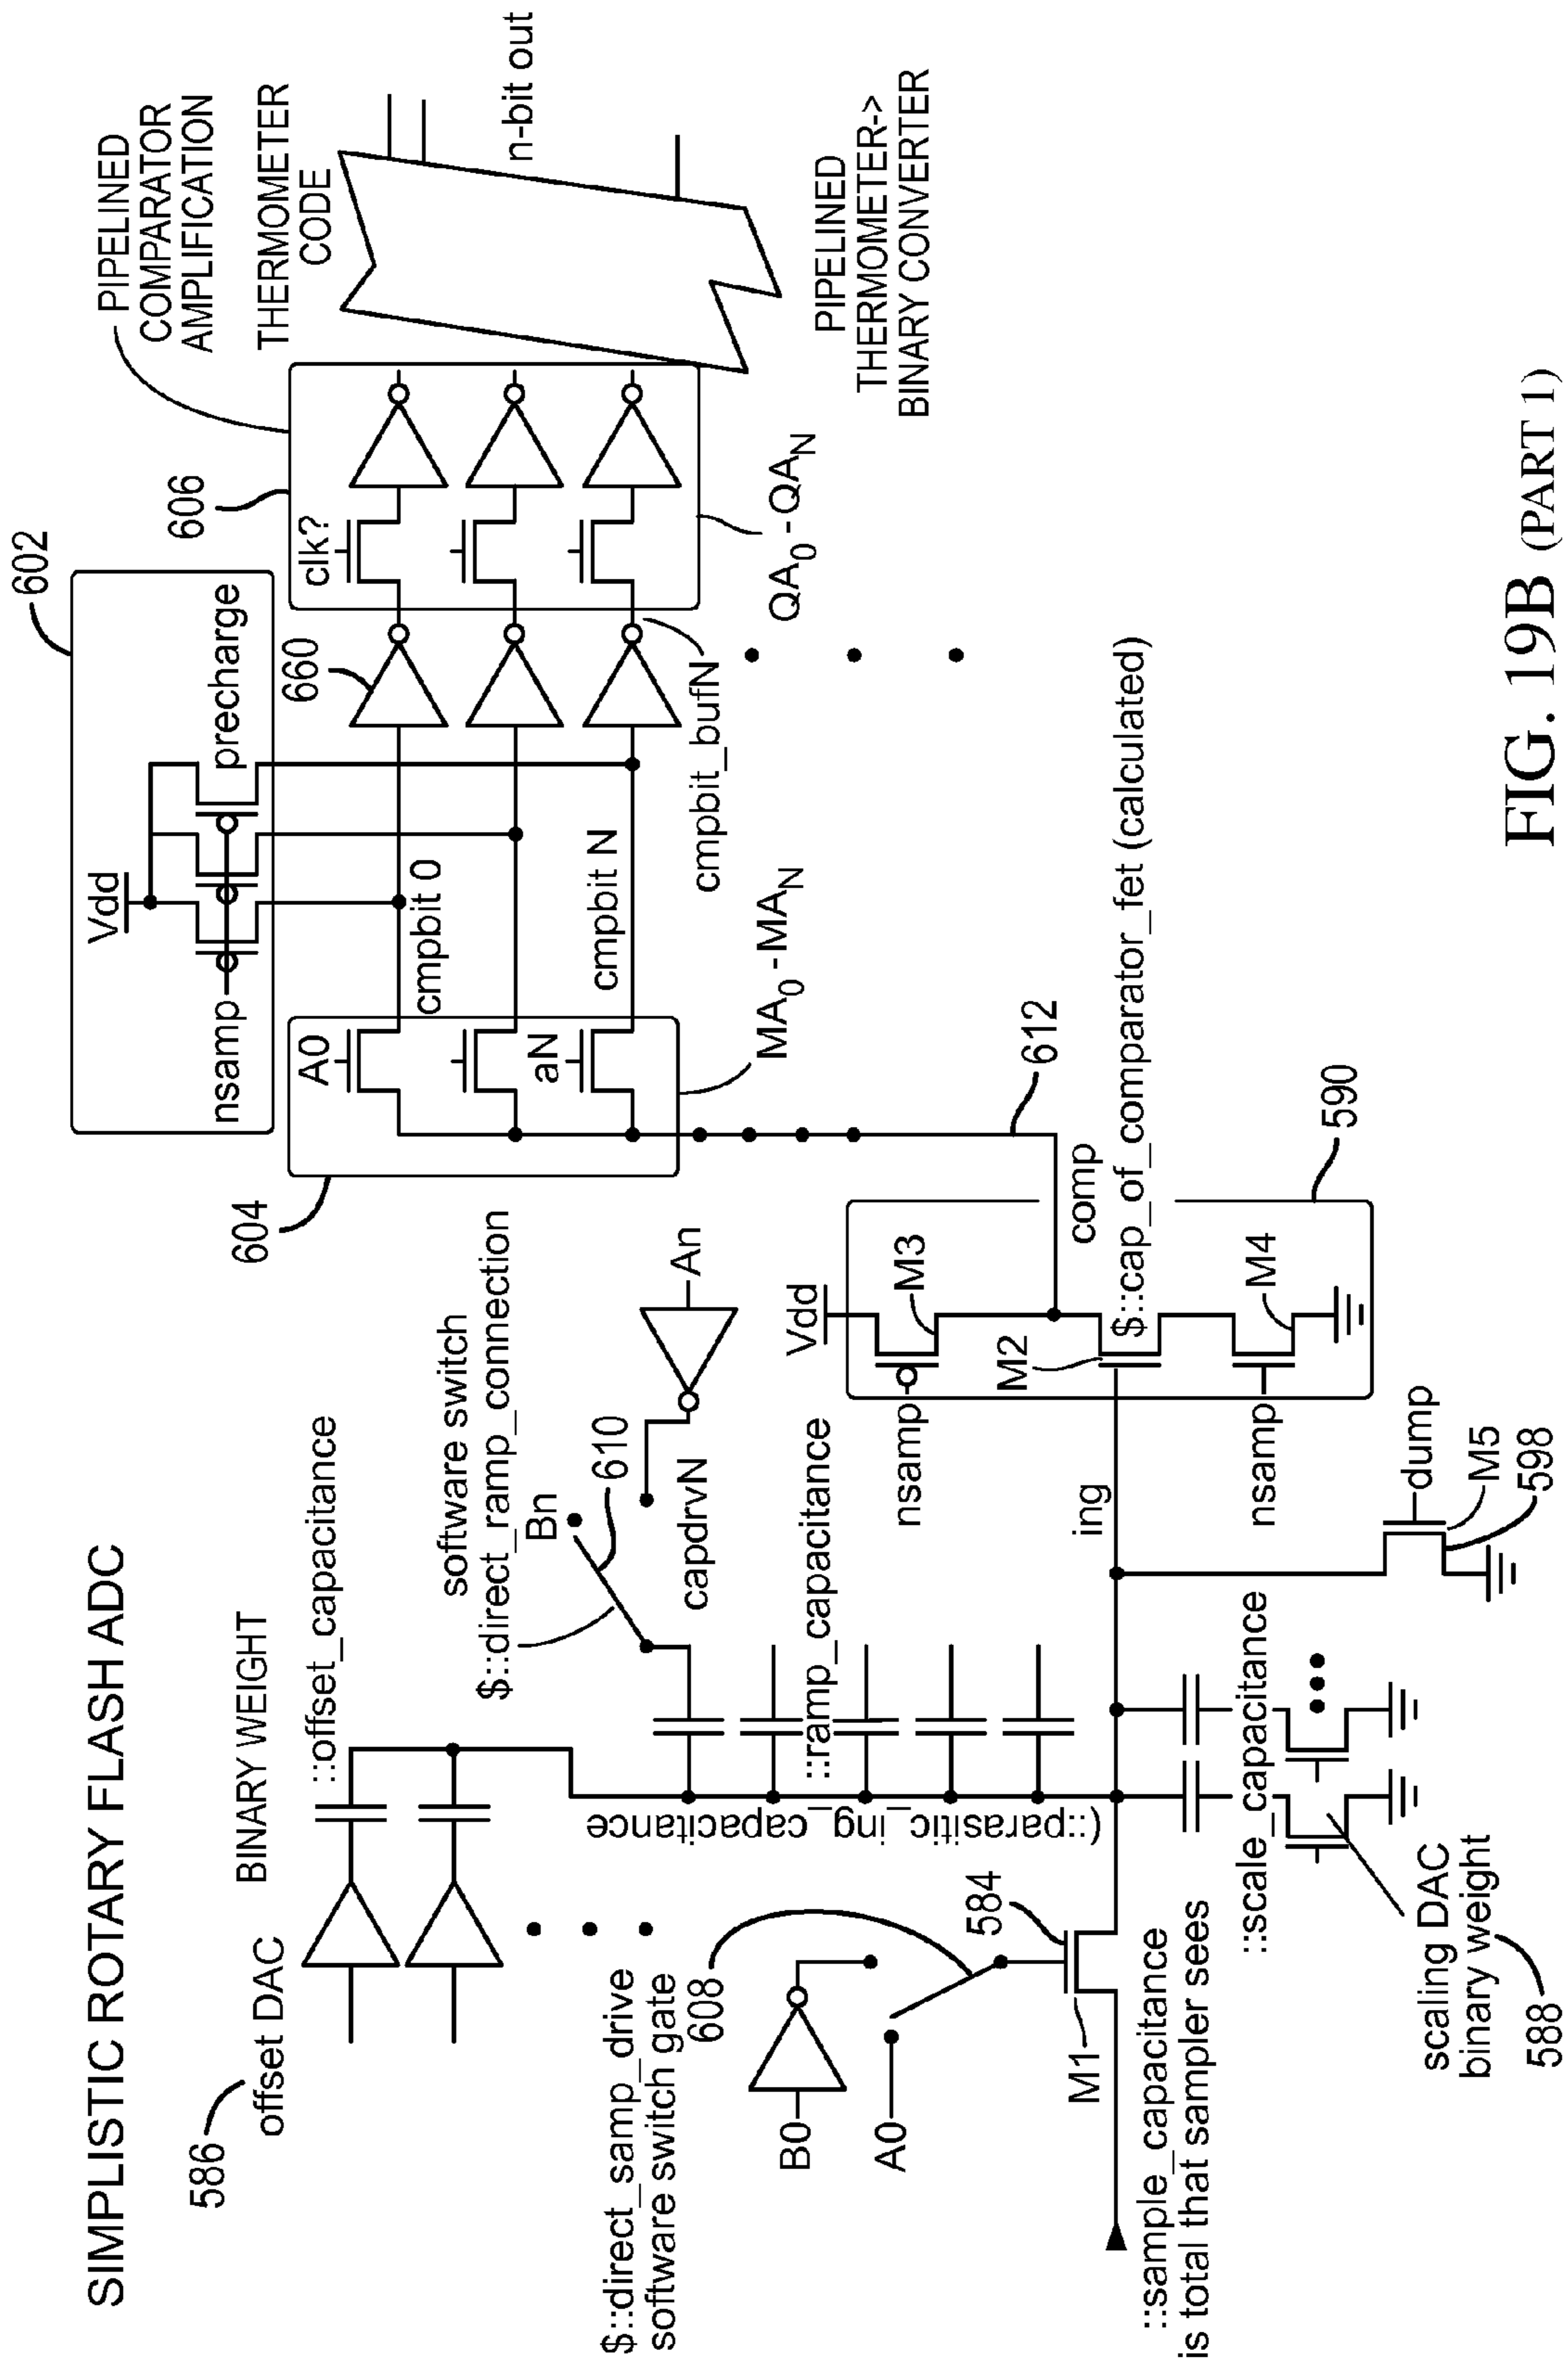 SIMPLISTIC ROTARY FLASH ADC
586
offset DAC
BINARY WEIGHT
::offset_capacitance
software switch
$::direct_ramp_connection
Bn
610
capdrvN
An
::ramp_capacitance
(::parasitic_ing_capacitance
$::direct_samp_drive
software switch gate
608
B0
A0
584
M1
::sample_capacitance
is total that sampler sees
::scale_capacitance
scaling DAC
binary weight
588
ing
dump
M5
598
Vdd
nsamp
M3
M2
M4
nsamp
comp
$::cap_of_comparator_fet (calculated)
590
612
604
A0
aN
MA0 - MAN
602
Vdd
nsamp
precharge
cmpbit 0
cmpbit N
660
cmpbit_bufN
606
clk?
QA0 - QAN
PIPELINED
COMPARATOR
AMPLIFICATION
THERMOMETER
CODE
n-bit out
PIPELINED
THERMOMETER->
BINARY CONVERTER
FIG. 19B (PART 1)